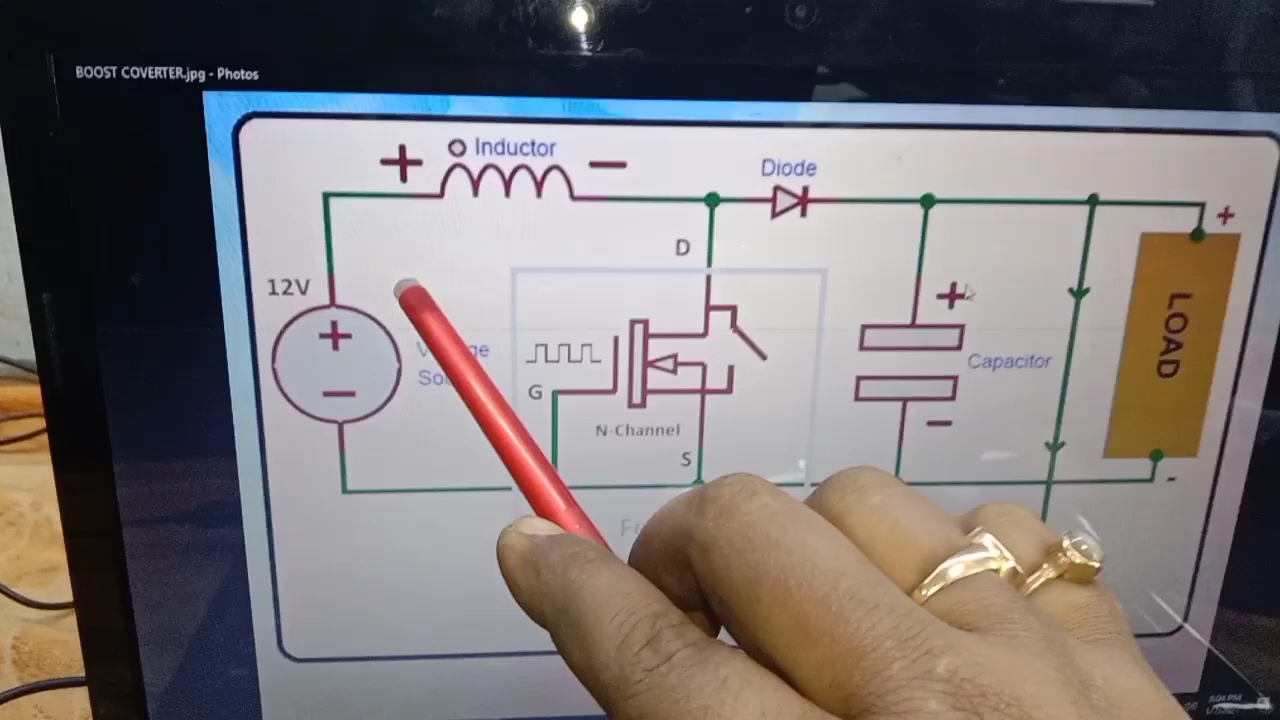 BOOST COVERTER.jpg - Photos
+
Inductor
−
Diode
D
+
12V
+
−
G
N-Channel
S
+
Capacitor
−
LOAD
-